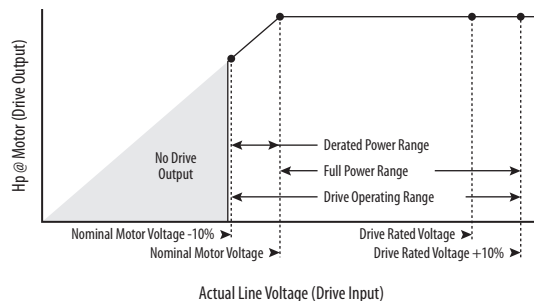 Hp @ Motor (Drive Output)
No Drive
Output
Derated Power Range
Full Power Range
Drive Operating Range
Nominal Motor Voltage -10%
Drive Rated Voltage
Nominal Motor Voltage
Drive Rated Voltage +10%
Actual Line Voltage (Drive Input)